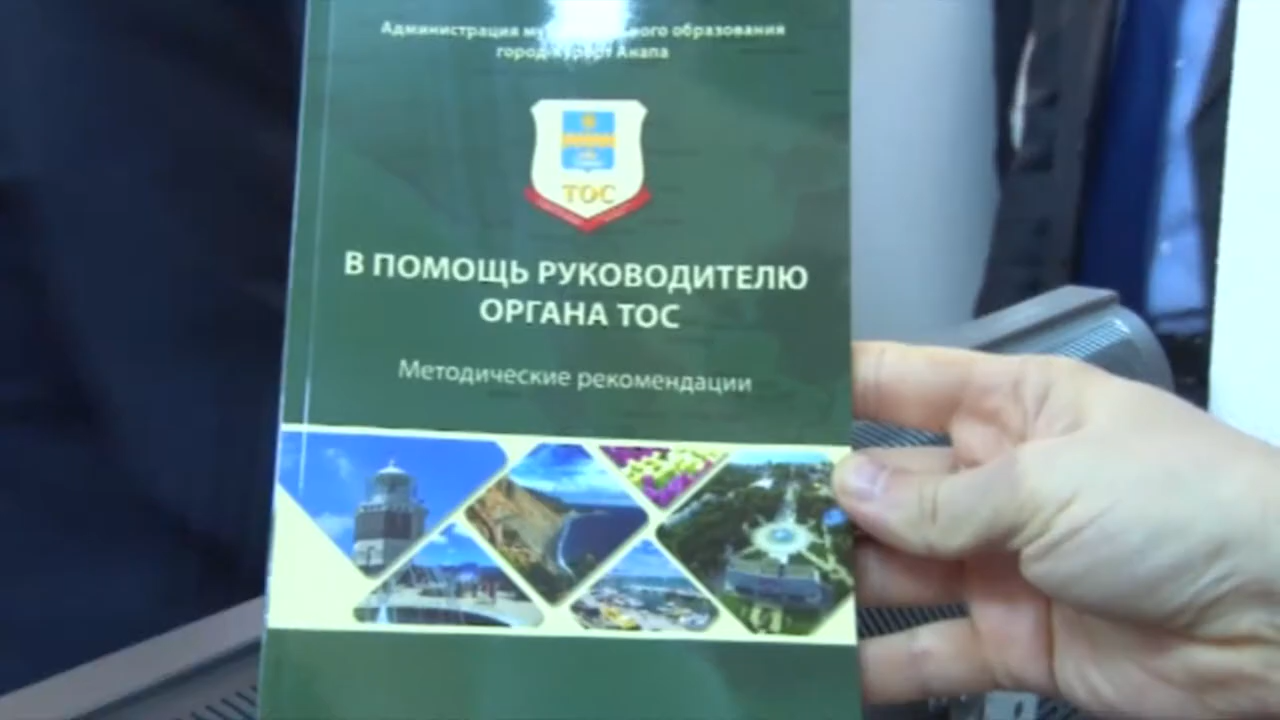 Администрация образования
город-курорт Анапа
ТОС
В ПОМОЩЬ РУКОВОДИТЕЛЮ
ОРГАНА ТОС
Методические рекомендации